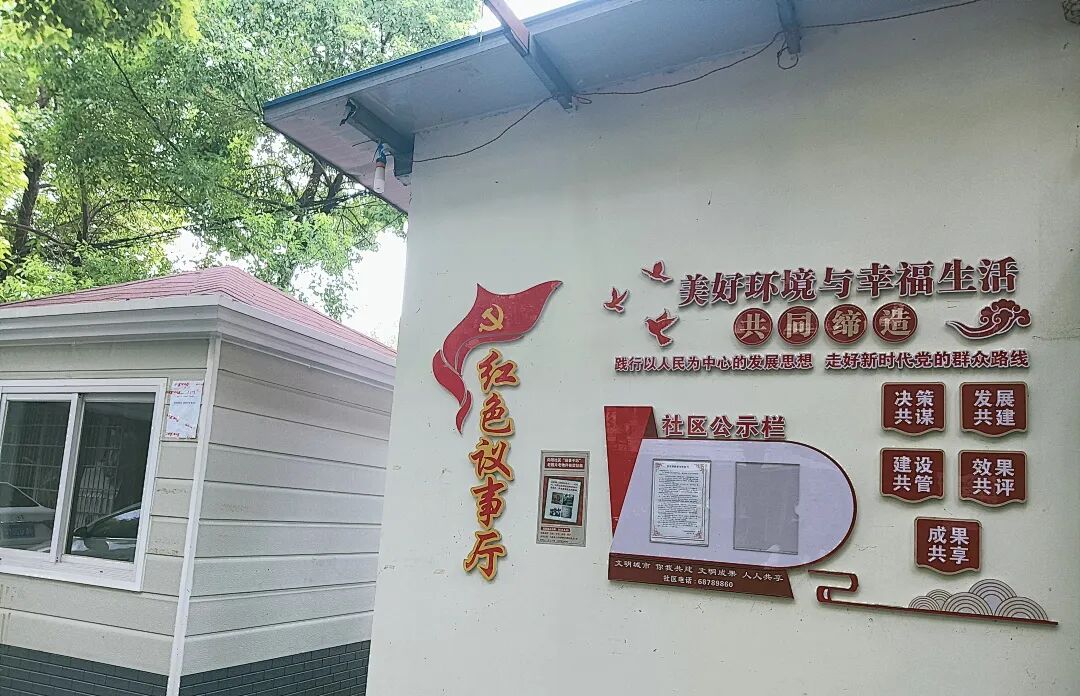 美好环境与幸福生活
共同缔造
践行以人民为中心的发展思想 走好新时代党的群众路线
红色议事厅
社区公示栏
决策共谋
发展共建
建设共管
效果共评
成果共享
文明城市 你我共建 文明成果 人人共享
社区电话：68789860